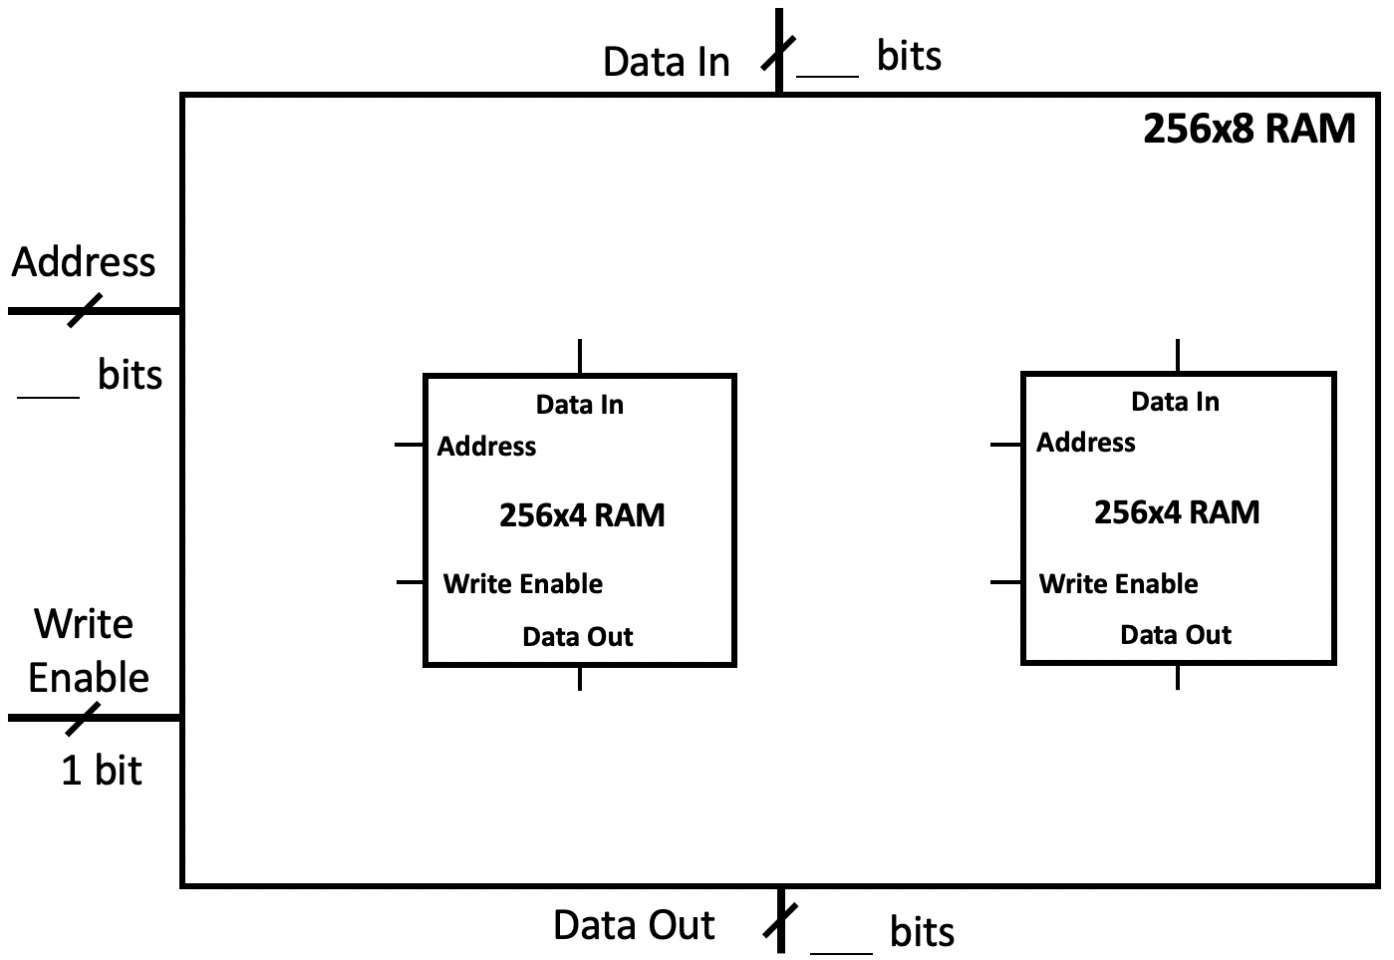 Data In ___ bits
256x8 RAM
Address
___ bits
Data In
Address
256x4 RAM
Write Enable
Data Out
Data In
Address
256x4 RAM
Write Enable
Data Out
Write
Enable
1 bit
Data Out ___ bits